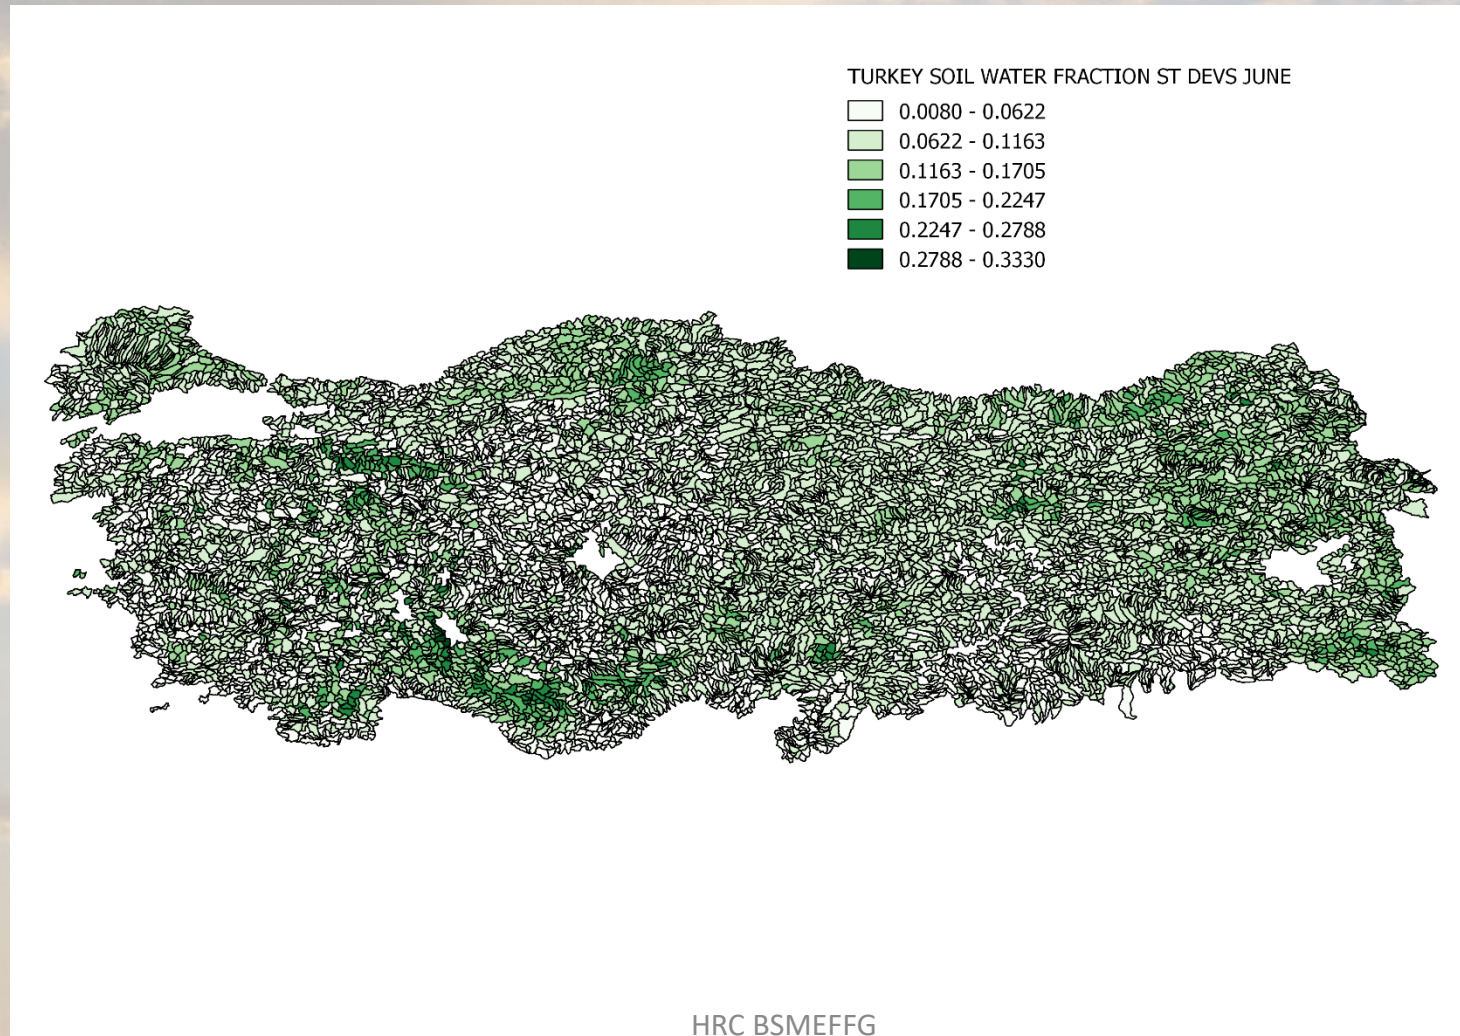 TURKEY SOIL WATER FRACTION ST DEVS JUNE
0.0080 - 0.0622
0.0622 - 0.1163
0.1163 - 0.1705
0.1705 - 0.2247
0.2247 - 0.2788
0.2788 - 0.3330
HRC BSMEFFG